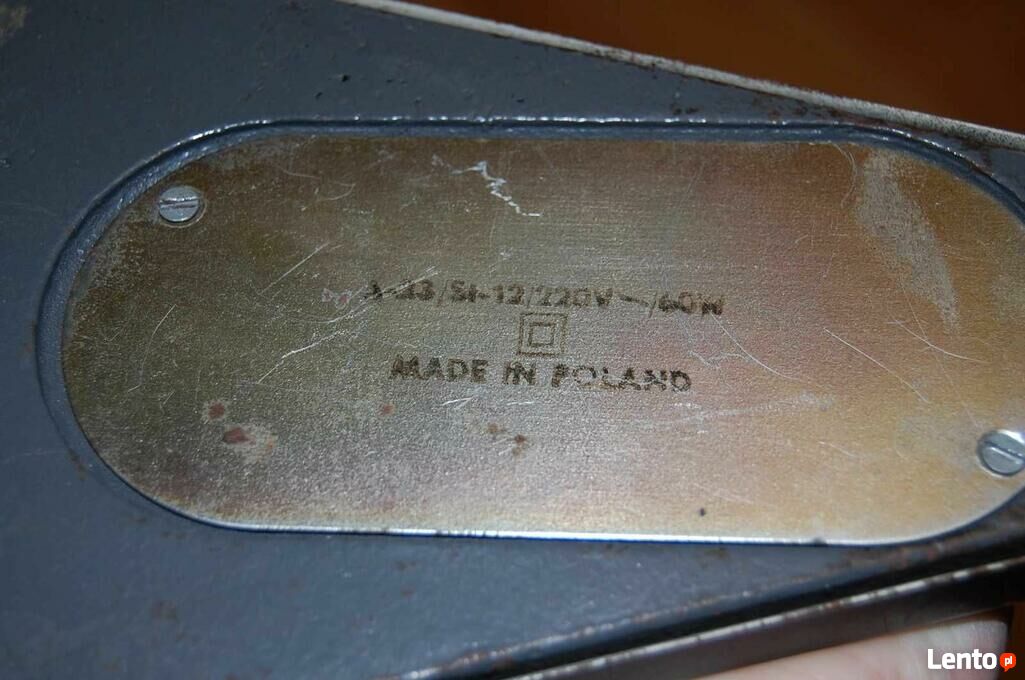 /SI-12/220V~/60W
MADE IN POLAND
Lento.pl